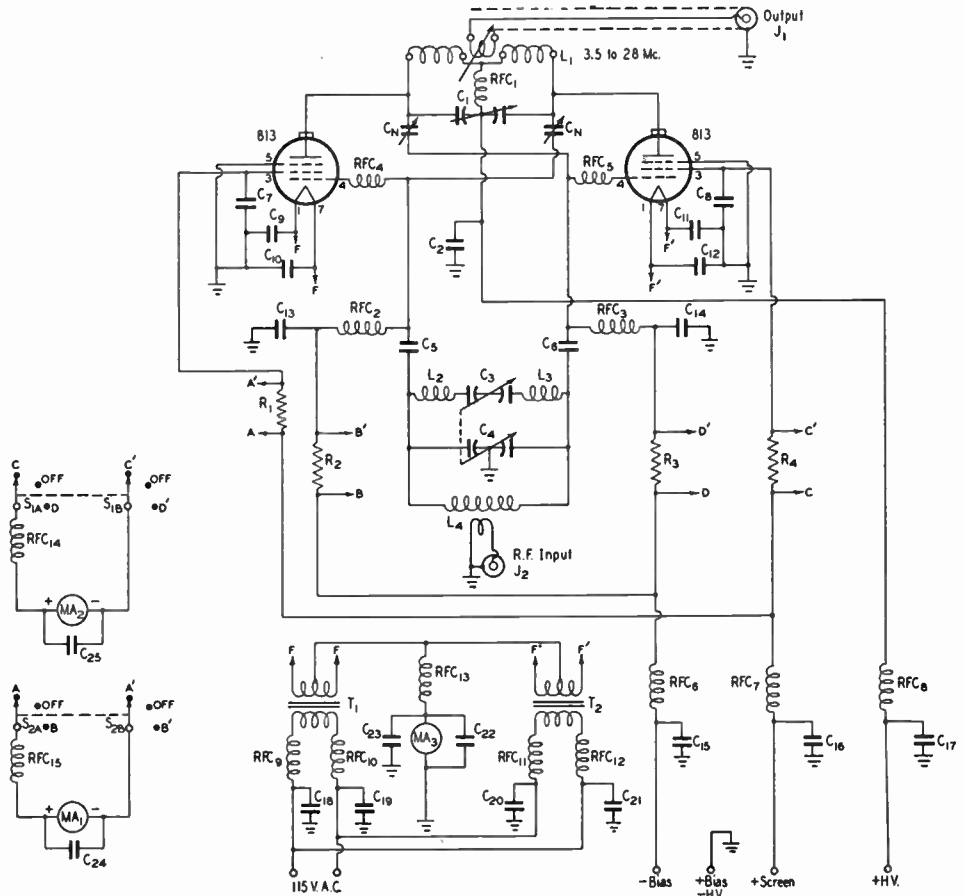 Output
J1
L1 3.5 to 28 Mc.
RFC1
C1
CN
CN
813
813
5
3
4
1
7
5
3
4
1
7
RFC4
RFC5
C7
C9
C10
F
F
C8
C11
C12
F'
F'
C2
C13
RFC2
RFC3
C14
C5
C6
L2
C3
L3
C4
L4
R.F. Input
J2
A'
R1
A
B'
R2
B
D'
R3
D
C'
R4
C
C
OFF
C'
OFF
S1A
D
S1B
D'
RFC14
+
MA2
-
C25
A
OFF
A'
OFF
S2A
B
S2B
B'
RFC15
+
MA1
-
C24
F
F
F'
F'
RFC13
T1
T2
C23
MA3
C22
RFC9
RFC10
RFC11
RFC12
C18
C19
C20
C21
115 V. A.C.
RFC6
C15
RFC7
C16
RFC8
C17
-Bias
+Bias
-HV.
+Screen
+HV.